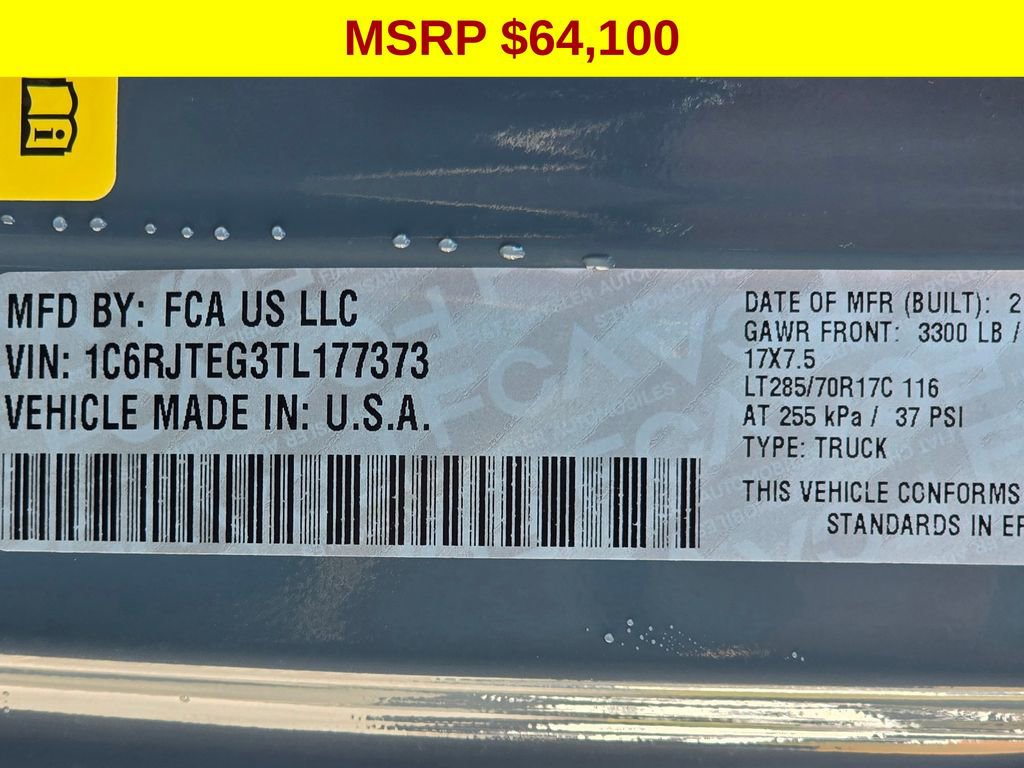 MSRP $64,100
MFD BY: FCA US LLC
VIN: 1C6RJTEG3TL177373
VEHICLE MADE IN: U.S.A.
DATE OF MFR (BUILT): 2
GAWR FRONT: 3300 LB /
17X7.5
LT285/70R17C 116
AT 255 kPa / 37 PSI
TYPE: TRUCK
THIS VEHICLE CONFORMS
STANDARDS IN